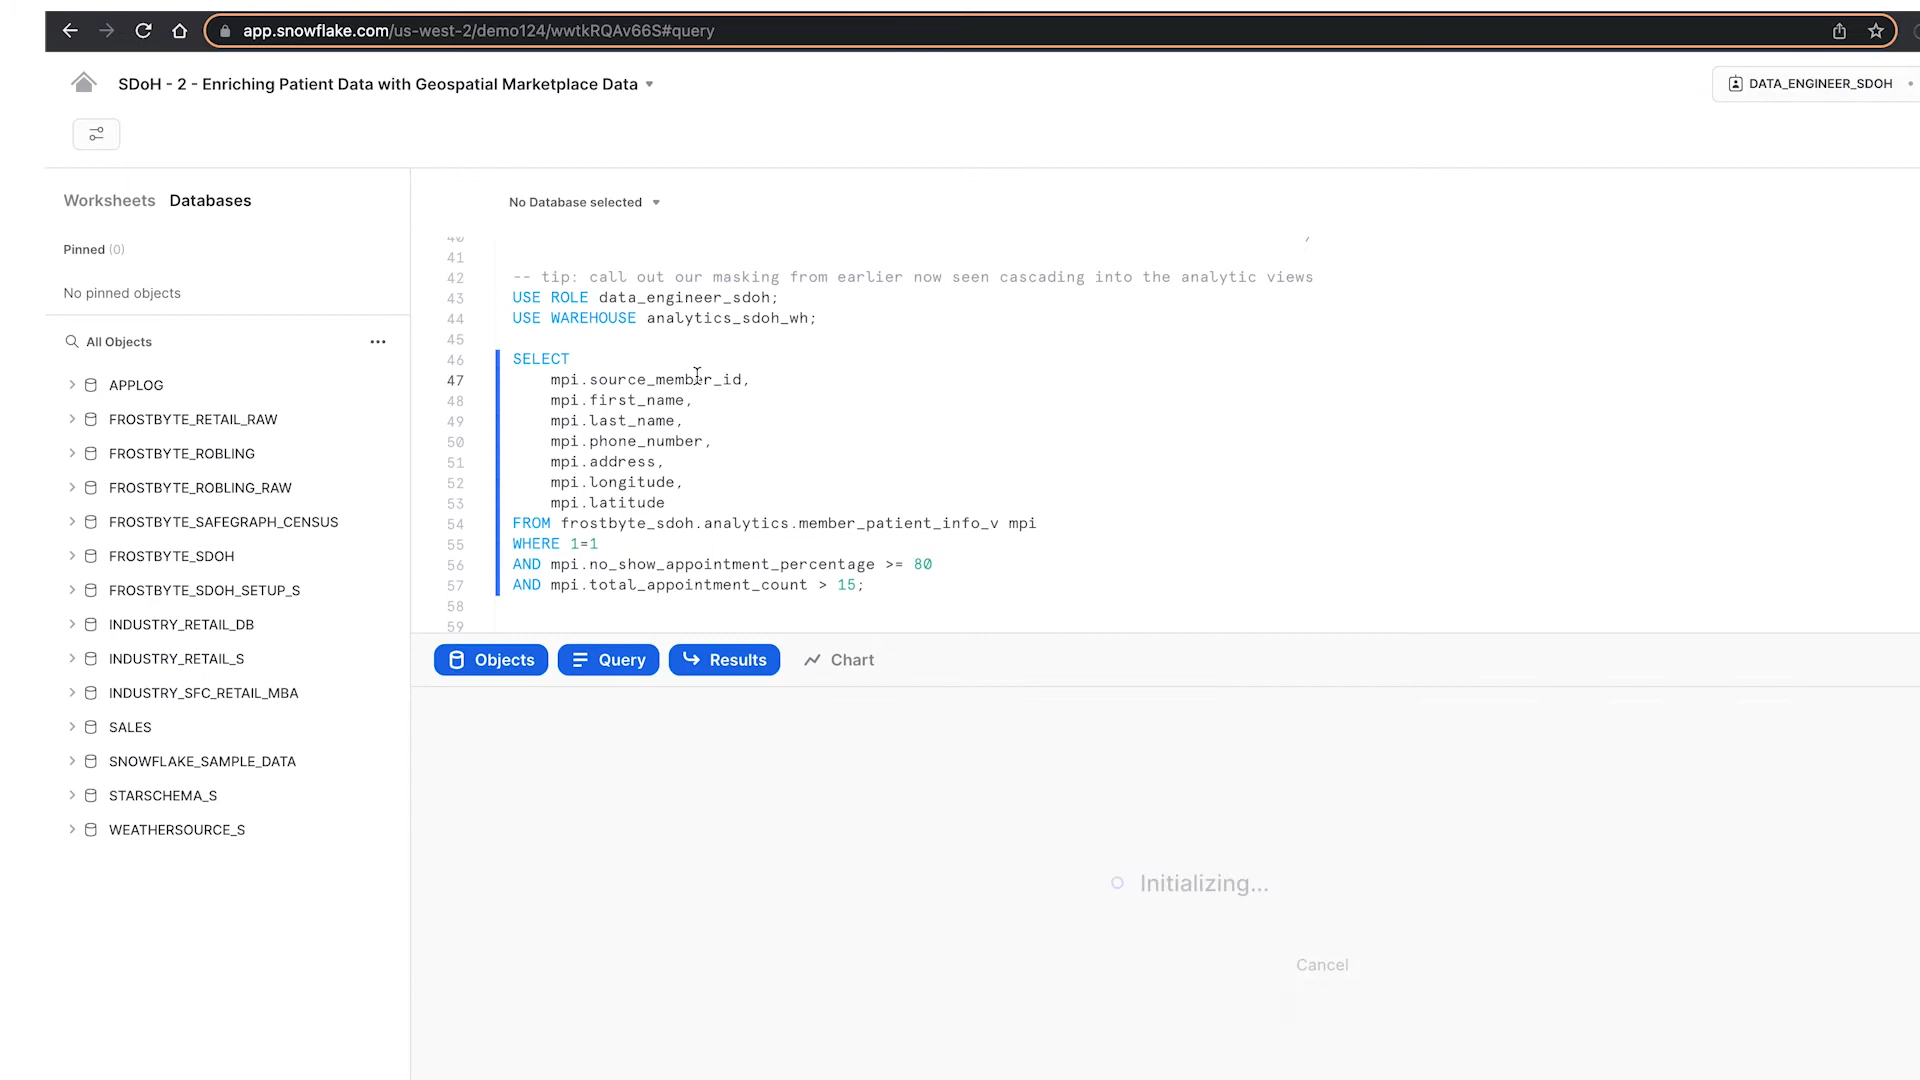 app.snowflake.com/us-west-2/demo124/wwtkRQAv66S#query
SDoH - 2 - Enriching Patient Data with Geospatial Marketplace Data
DATA_ENGINEER_SDOH
Worksheets Databases
No Database selected
Pinned (0)
No pinned objects
All Objects
APPLOG
FROSTBYTE_RETAIL_RAW
FROSTBYTE_ROBLING
FROSTBYTE_ROBLING_RAW
FROSTBYTE_SAFEGRAPH_CENSUS
FROSTBYTE_SDOH
FROSTBYTE_SDOH_SETUP_S
INDUSTRY_RETAIL_DB
INDUSTRY_RETAIL_S
INDUSTRY_SFC_RETAIL_MBA
SALES
SNOWFLAKE_SAMPLE_DATA
STARSCHEMA_S
WEATHERSOURCE_S
40
41
42 -- tip: call out our masking from earlier now seen cascading into the analytic views
43 USE ROLE data_engineer_sdoh;
44 USE WAREHOUSE analytics_sdoh_wh;
45
46 SELECT
47 mpi.source_member_id,
48 mpi.first_name,
49 mpi.last_name,
50 mpi.phone_number,
51 mpi.address,
52 mpi.longitude,
53 mpi.latitude
54 FROM frostbyte_sdoh.analytics.member_patient_info_v mpi
55 WHERE 1=1
56 AND mpi.no_show_appointment_percentage >= 80
57 AND mpi.total_appointment_count > 15;
58
59
Objects Query Results Chart
Initializing...
Cancel